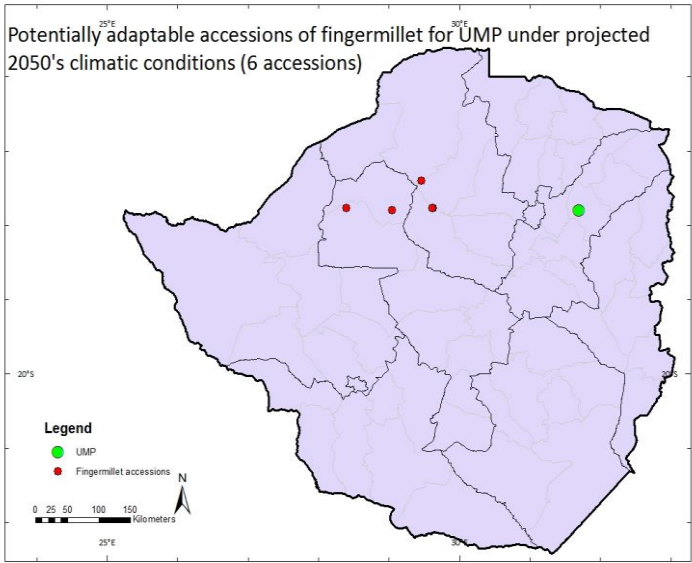 25°E
30°E
Potentially adaptable accessions of fingermillet for UMP under projected
2050's climatic conditions (6 accessions)
20°S
20°S
Legend
UMP
Fingermillet accessions
N
0 25 50 100 150
Kilometers
25°E
30°E